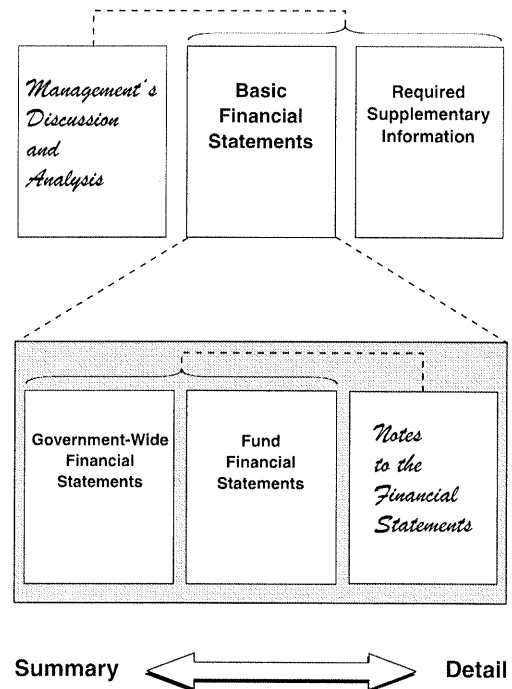 Management's
Discussion
and
Analysis
Basic
Financial
Statements
Required
Supplementary
Information
Government-Wide
Financial
Statements
Fund
Financial
Statements
Notes
to the
Financial
Statements
Summary
Detail